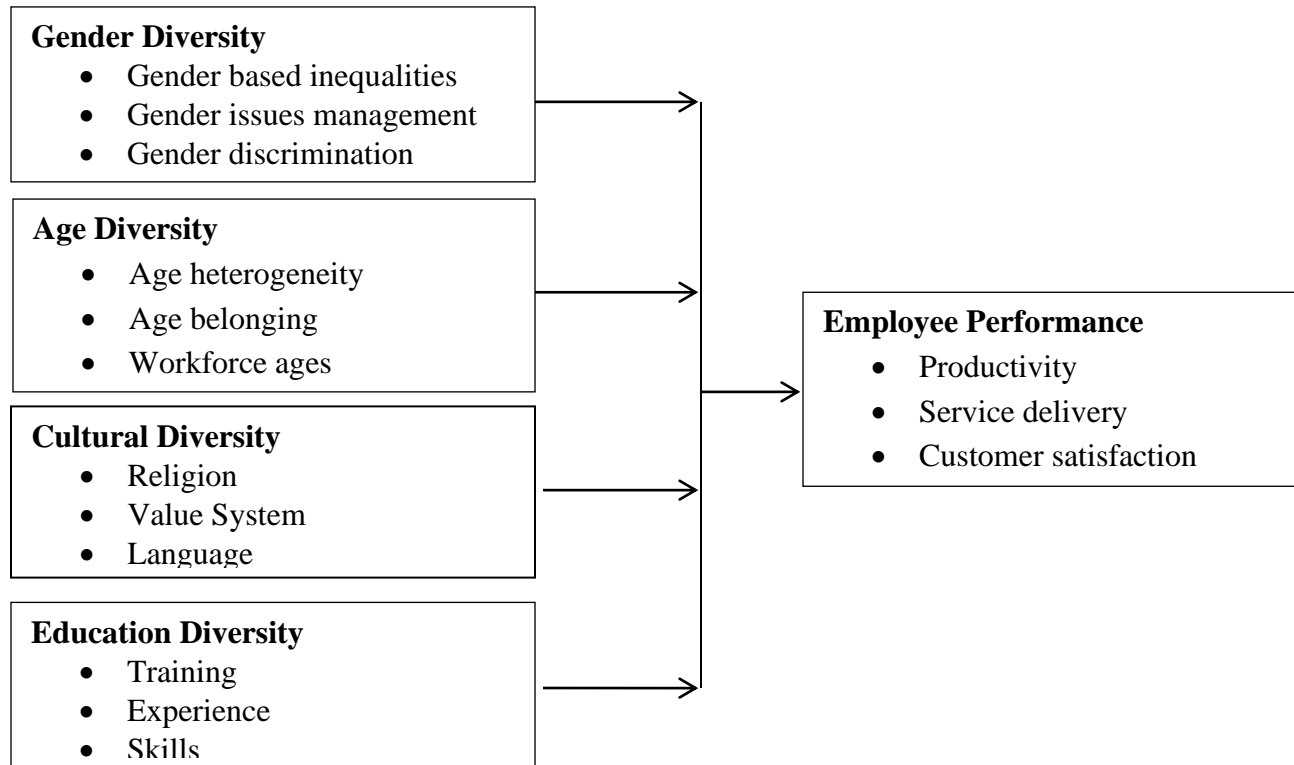 Gender Diversity
• Gender based inequalities
• Gender issues management
• Gender discrimination
Age Diversity
• Age heterogeneity
• Age belonging
• Workforce ages
Cultural Diversity
• Religion
• Value System
• Language
Education Diversity
• Training
• Experience
• Skills
Employee Performance
• Productivity
• Service delivery
• Customer satisfaction